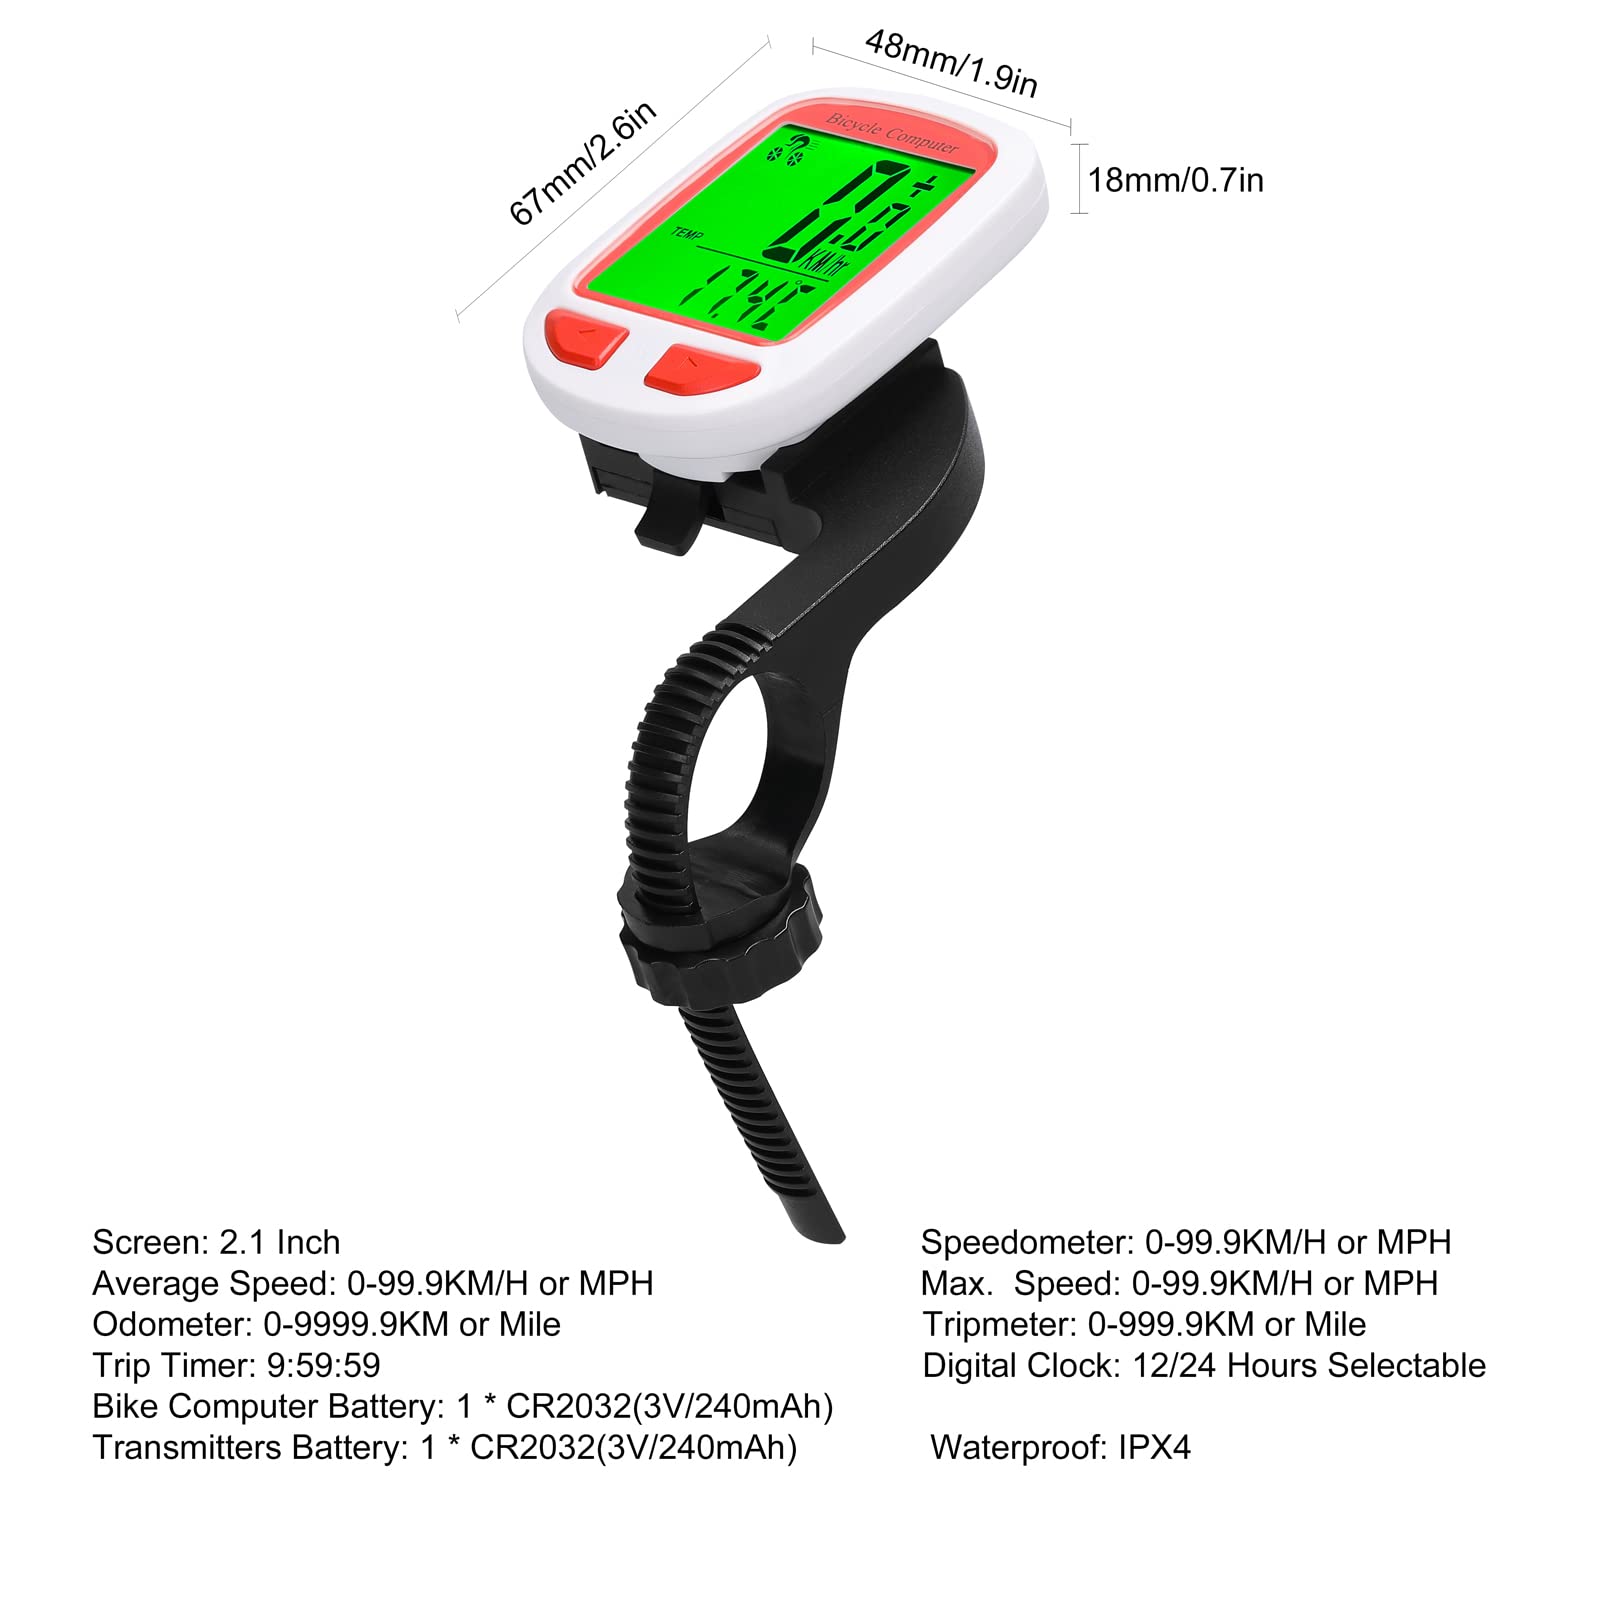 48mm/1.9in
67mm/2.6in
18mm/0.7in
Bicycle Computer
0.0
KM/hr
TEMP
17.4°C
Screen: 2.1 Inch
Average Speed: 0-99.9KM/H or MPH
Odometer: 0-9999.9KM or Mile
Trip Timer: 9:59:59
Bike Computer Battery: 1 * CR2032(3V/240mAh)
Transmitters Battery: 1 * CR2032(3V/240mAh)
Speedometer: 0-99.9KM/H or MPH
Max. Speed: 0-99.9KM/H or MPH
Tripmeter: 0-999.9KM or Mile
Digital Clock: 12/24 Hours Selectable
Waterproof: IPX4